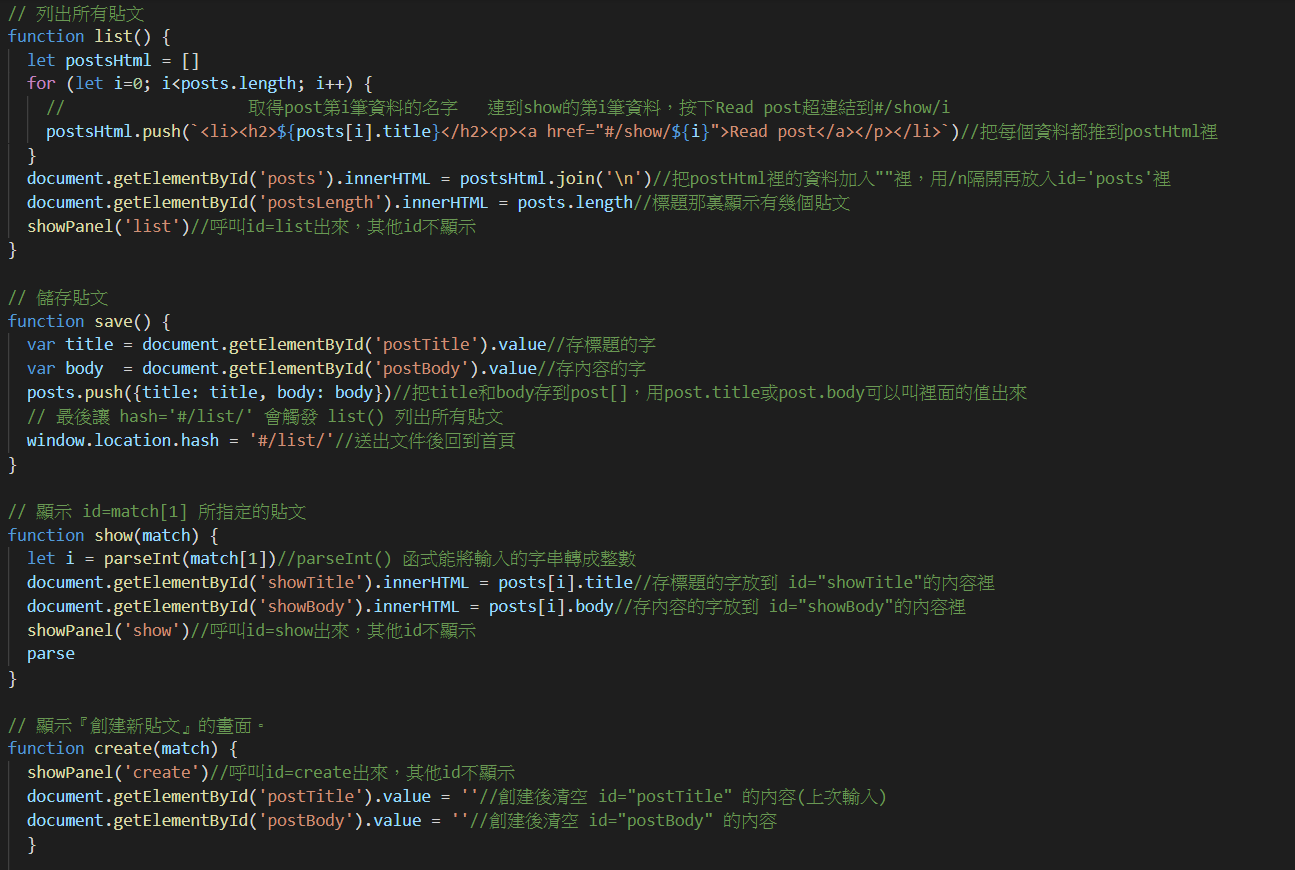 // 列出所有貼文
function list() {
  let postsHtml = []
  for (let i=0; i<posts.length; i++) {
    //                   取得post第i筆資料的名字   連到show的第i筆資料，按下Read post超連結到#/show/i
    postsHtml.push(`<li><h2>${posts[i].title}</h2><p><a href="#/show/${i}">Read post</a></p></li>`)//把每個資料都推到postHtml裡
  }
  document.getElementById('posts').innerHTML = postsHtml.join('\n')//把postHtml裡的資料加入""裡，用/n隔開再放入id='posts'裡
  document.getElementById('postsLength').innerHTML = posts.length//標題那裏顯示有幾個貼文
  showPanel('list')//呼叫id=list出來，其他id不顯示
}

// 儲存貼文
function save() {
  var title = document.getElementById('postTitle').value//存標題的字
  var body  = document.getElementById('postBody').value//存內容的字
  posts.push({title: title, body: body})//把title和body存到post[]，用post.title或post.body可以叫裡面的值出來
  // 最後讓 hash='#/list/' 會觸發 list() 列出所有貼文
  window.location.hash = '#/list/'//送出文件後回到首頁
}

// 顯示 id=match[1] 所指定的貼文
function show(match) {
  let i = parseInt(match[1])//parseInt() 函式能將輸入的字串轉成整數
  document.getElementById('showTitle').innerHTML = posts[i].title//存標題的字放到 id="showTitle"的內容裡
  document.getElementById('showBody').innerHTML = posts[i].body//存內容的字放到 id="showBody"的內容裡
  showPanel('show')//呼叫id=show出來，其他id不顯示
  parse
}

// 顯示『創建新貼文』的畫面。
function create(match) {
  showPanel('create')//呼叫id=create出來，其他id不顯示
  document.getElementById('postTitle').value = ''//創建後清空 id="postTitle" 的內容(上次輸入)
  document.getElementById('postBody').value = ''//創建後清空 id="postBody" 的內容
  }